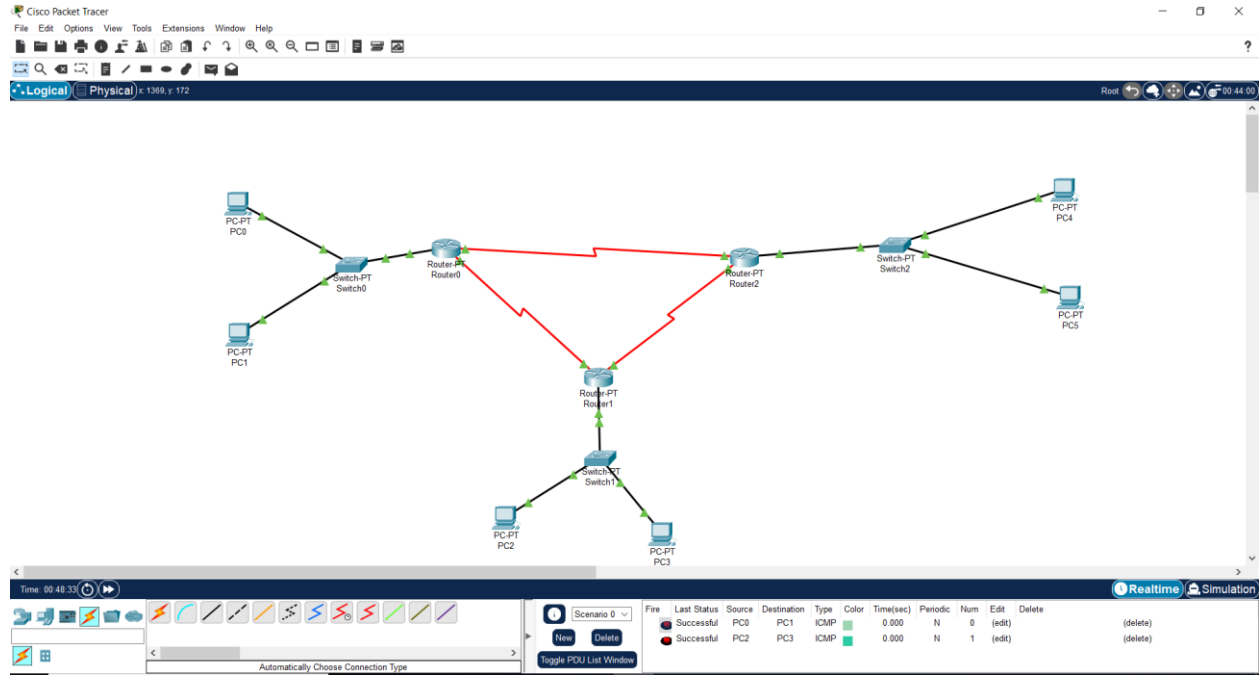 Cisco Packet Tracer
File Edit Options View Tools Extensions Window Help
?
Logical Physical x: 1369, y: 172 Root 00:44:00
PC-PT
PC0
PC-PT
PC4
Router-PT
Router0
Switch-PT
Switch0
Router-PT
Router2
Switch-PT
Switch2
PC-PT
PC5
PC-PT
PC1
Router-PT
Router1
Switch-PT
Switch1
PC-PT
PC2
PC-PT
PC3
Time: 00:48:33 Realtime Simulation
Scenario 0 Fire Last Status Source Destination Type Color Time(sec) Periodic Num Edit Delete
Successful PC0 PC1 ICMP 0.000 N 0 (edit) (delete)
New Delete Successful PC2 PC3 ICMP 0.000 N 1 (edit) (delete)
Toggle PDU List Window
Automatically Choose Connection Type